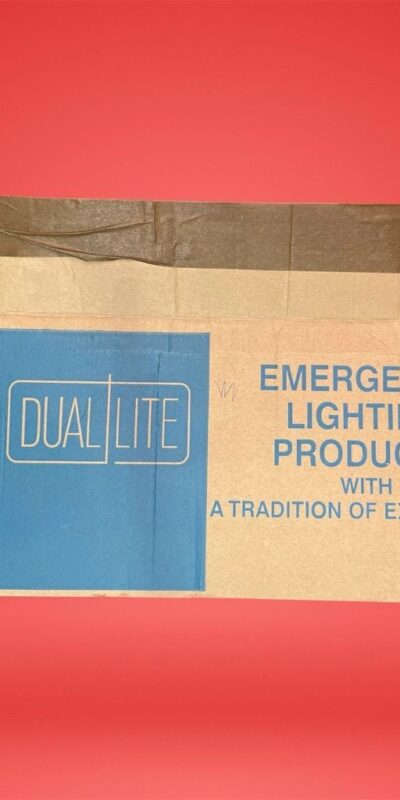 DUAL LITE
EMERGE
LIGHTI
PRODUC
WITH
A TRADITION OF EX